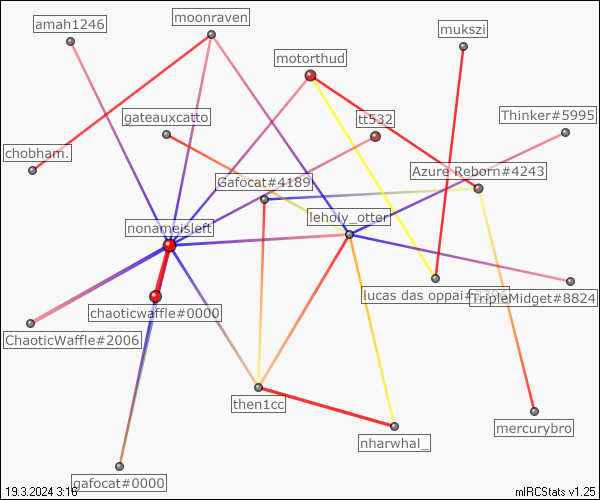 moonraven
amah1246
mukszi
motorthud
gateauxcatto
tt532
Thinker#5995
chobham.
Azure Reborn#4243
Gafocat#4189
leholy_otter
nonameisleft
lucas das oppai
TripleMidget#8824
chaoticwaffle#0000
ChaoticWaffle#2006
then1cc
mercurybro
nharwhal_
gafocat#0000
19.3.2024 3:16
mIRCStats v1.25